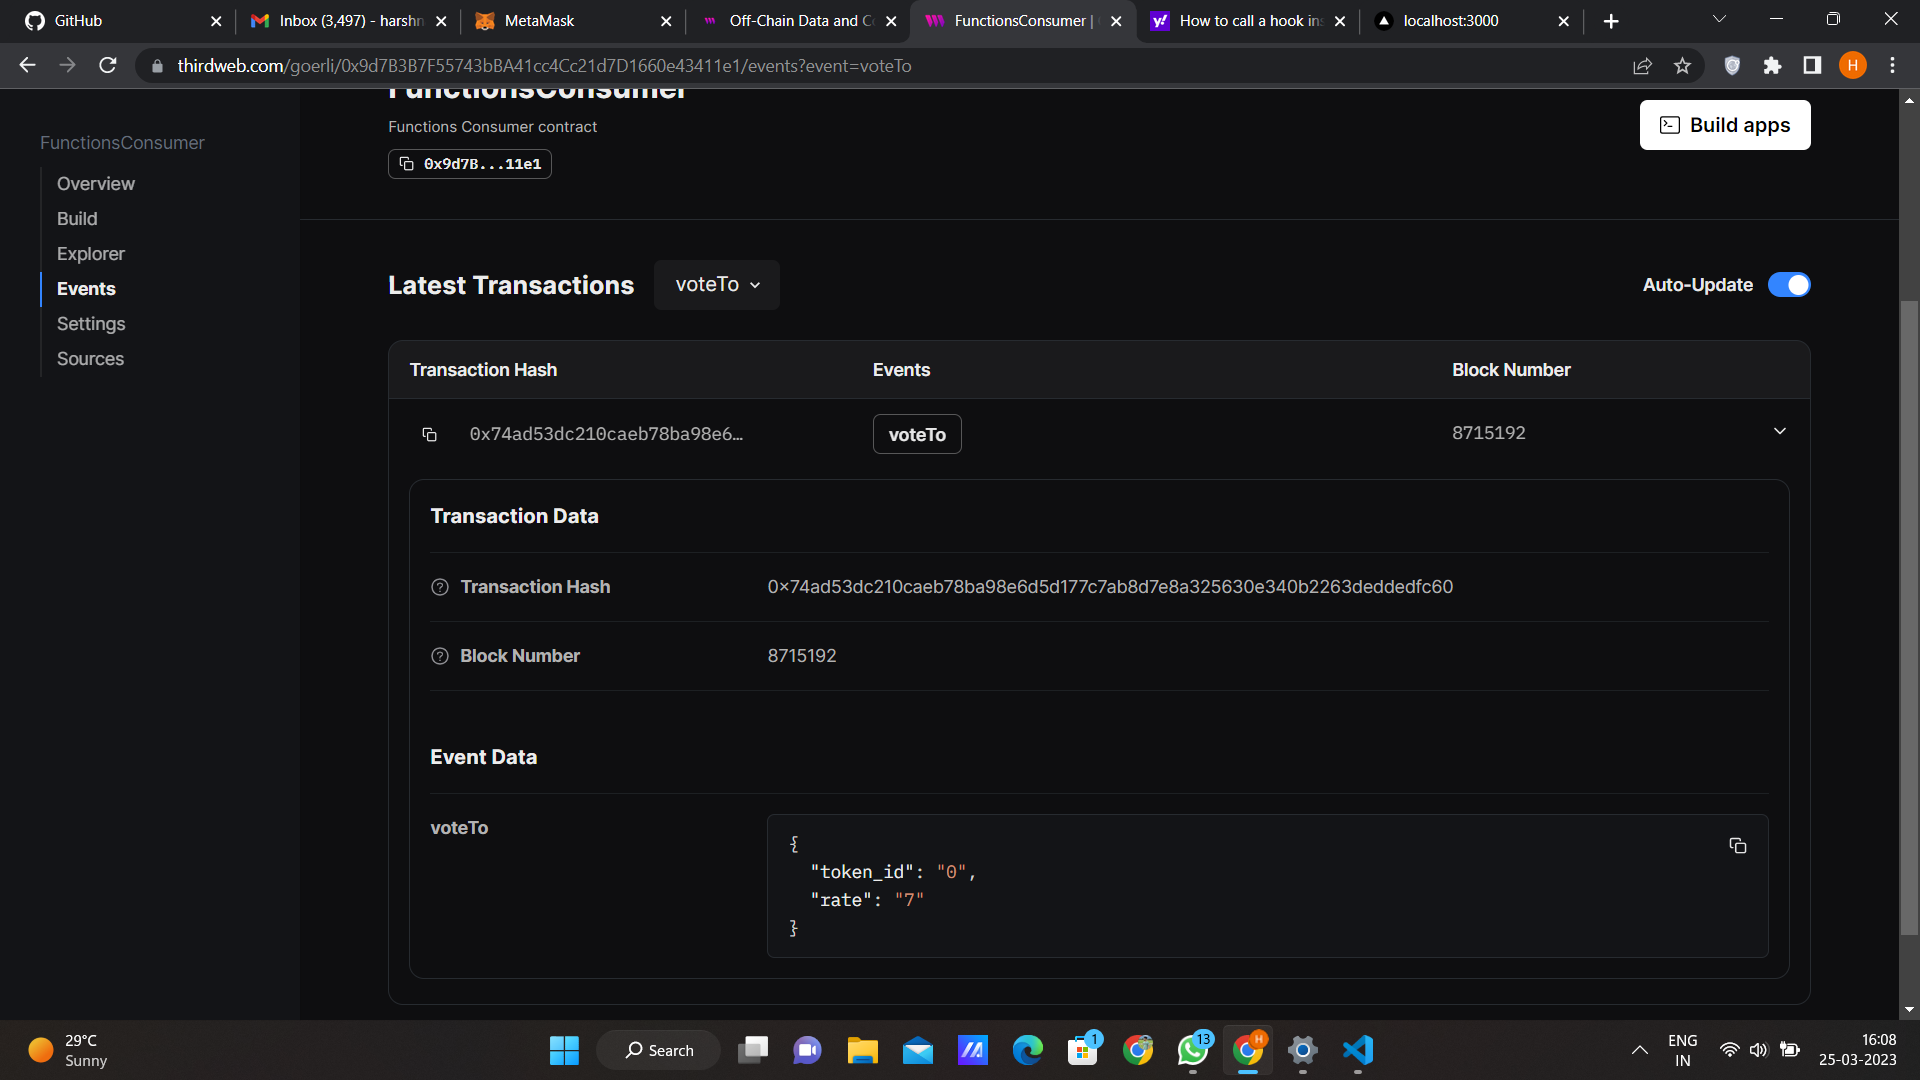 GitHub
Inbox (3,497) - harshn
MetaMask
Off-Chain Data and Co
FunctionsConsumer |
How to call a hook ins
localhost:3000
thirdweb.com/goerli/0x9d7B3B7F55743bBA41cc4Cc21d7D1660e43411e1/events?event=voteTo
H
FunctionsConsumer
Functions Consumer contract
0x9d7B...11e1
Build apps
FunctionsConsumer
Overview
Build
Explorer
Events
Settings
Sources
Latest Transactions
voteTo
Auto-Update
Transaction Hash
Events
Block Number
0x74ad53dc210caeb78ba98e6...
voteTo
8715192
Transaction Data
Transaction Hash
0x74ad53dc210caeb78ba98e6d5d177c7ab8d7e8a325630e340b2263deddedfc60
Block Number
8715192
Event Data
voteTo
{
"token_id": "0",
"rate": "7"
}
29°C
Sunny
Search
1
13
H
ENG
IN
16:08
25-03-2023